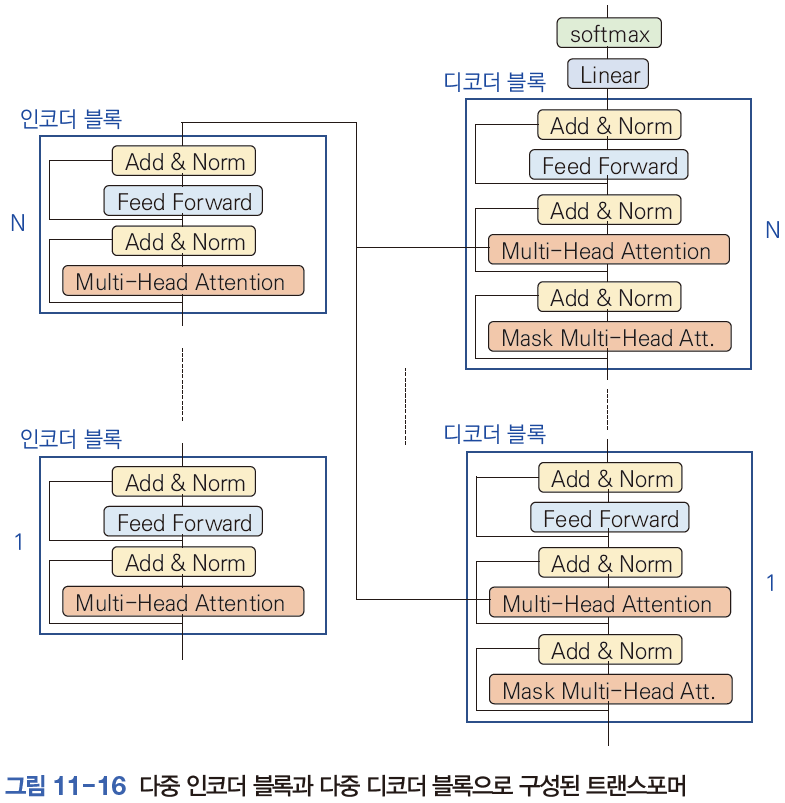 softmax
Linear
디코더 블록
Add & Norm
Feed Forward
Add & Norm
Multi-Head Attention
Add & Norm
Mask Multi-Head Att.
N
인코더 블록
Add & Norm
Feed Forward
Add & Norm
Multi-Head Attention
N
인코더 블록
Add & Norm
Feed Forward
Add & Norm
Multi-Head Attention
1
디코더 블록
Add & Norm
Feed Forward
Add & Norm
Multi-Head Attention
Add & Norm
Mask Multi-Head Att.
1
그림 11-16 다중 인코더 블록과 다중 디코더 블록으로 구성된 트랜스포머